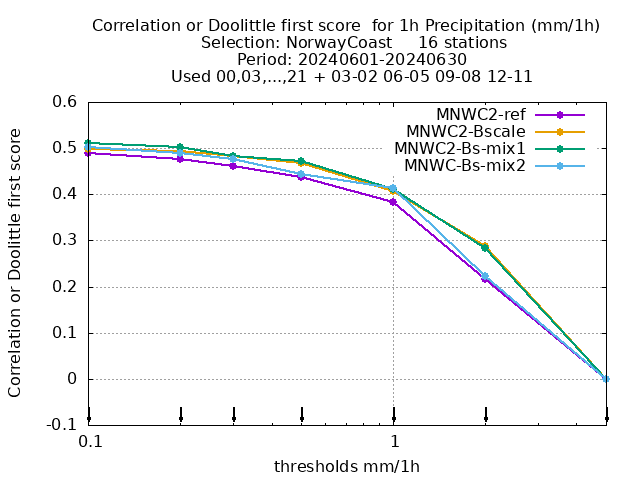 Correlation or Doolittle first score  for 1h Precipitation (mm/1h)
Selection: NorwayCoast     16 stations
Period: 20240601-20240630
Used 00,03,...,21 + 03-02 06-05 09-08 12-11
MNWC2-ref
MNWC2-Bscale
MNWC2-Bs-mix1
MNWC-Bs-mix2
Correlation or Doolittle first score
0.6
0.5
0.4
0.3
0.2
0.1
0
-0.1
0.1
1
thresholds mm/1h